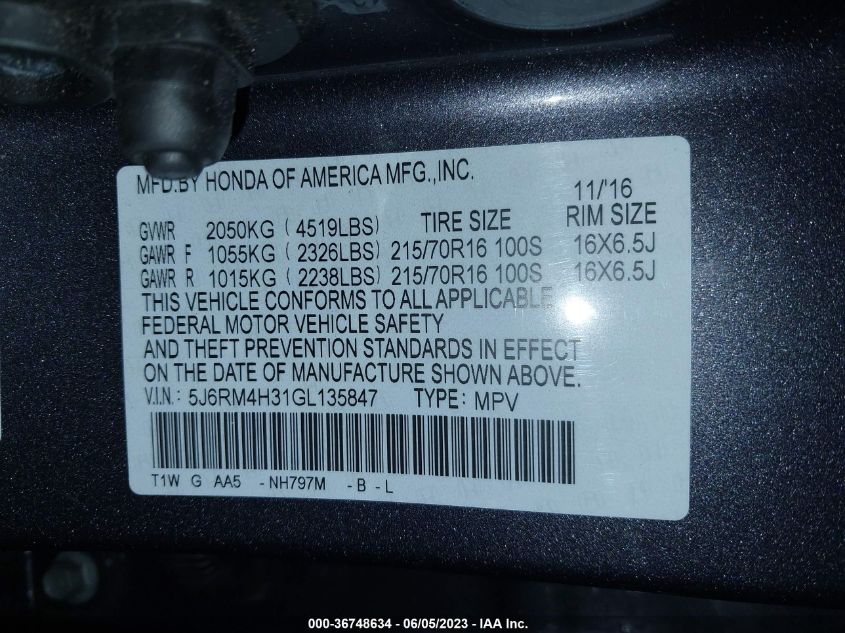 MFD.BY HONDA OF AMERICA MFG.,INC.
11/'16
GVWR 2050KG ( 4519LBS) TIRE SIZE RIM SIZE
GAWR F 1055KG ( 2326LBS) 215/70R16 100S 16X6.5J
GAWR R 1015KG ( 2238LBS) 215/70R16 100S 16X6.5J
THIS VEHICLE CONFORMS TO ALL APPLICABLE
FEDERAL MOTOR VEHICLE SAFETY
AND THEFT PREVENTION STANDARDS IN EFFECT
ON THE DATE OF MANUFACTURE SHOWN ABOVE.
V.I.N.: 5J6RM4H31GL135847 TYPE: MPV
T1W G AA5 -NH797M -B-L
000-36748634 - 06/05/2023 - IAA Inc.